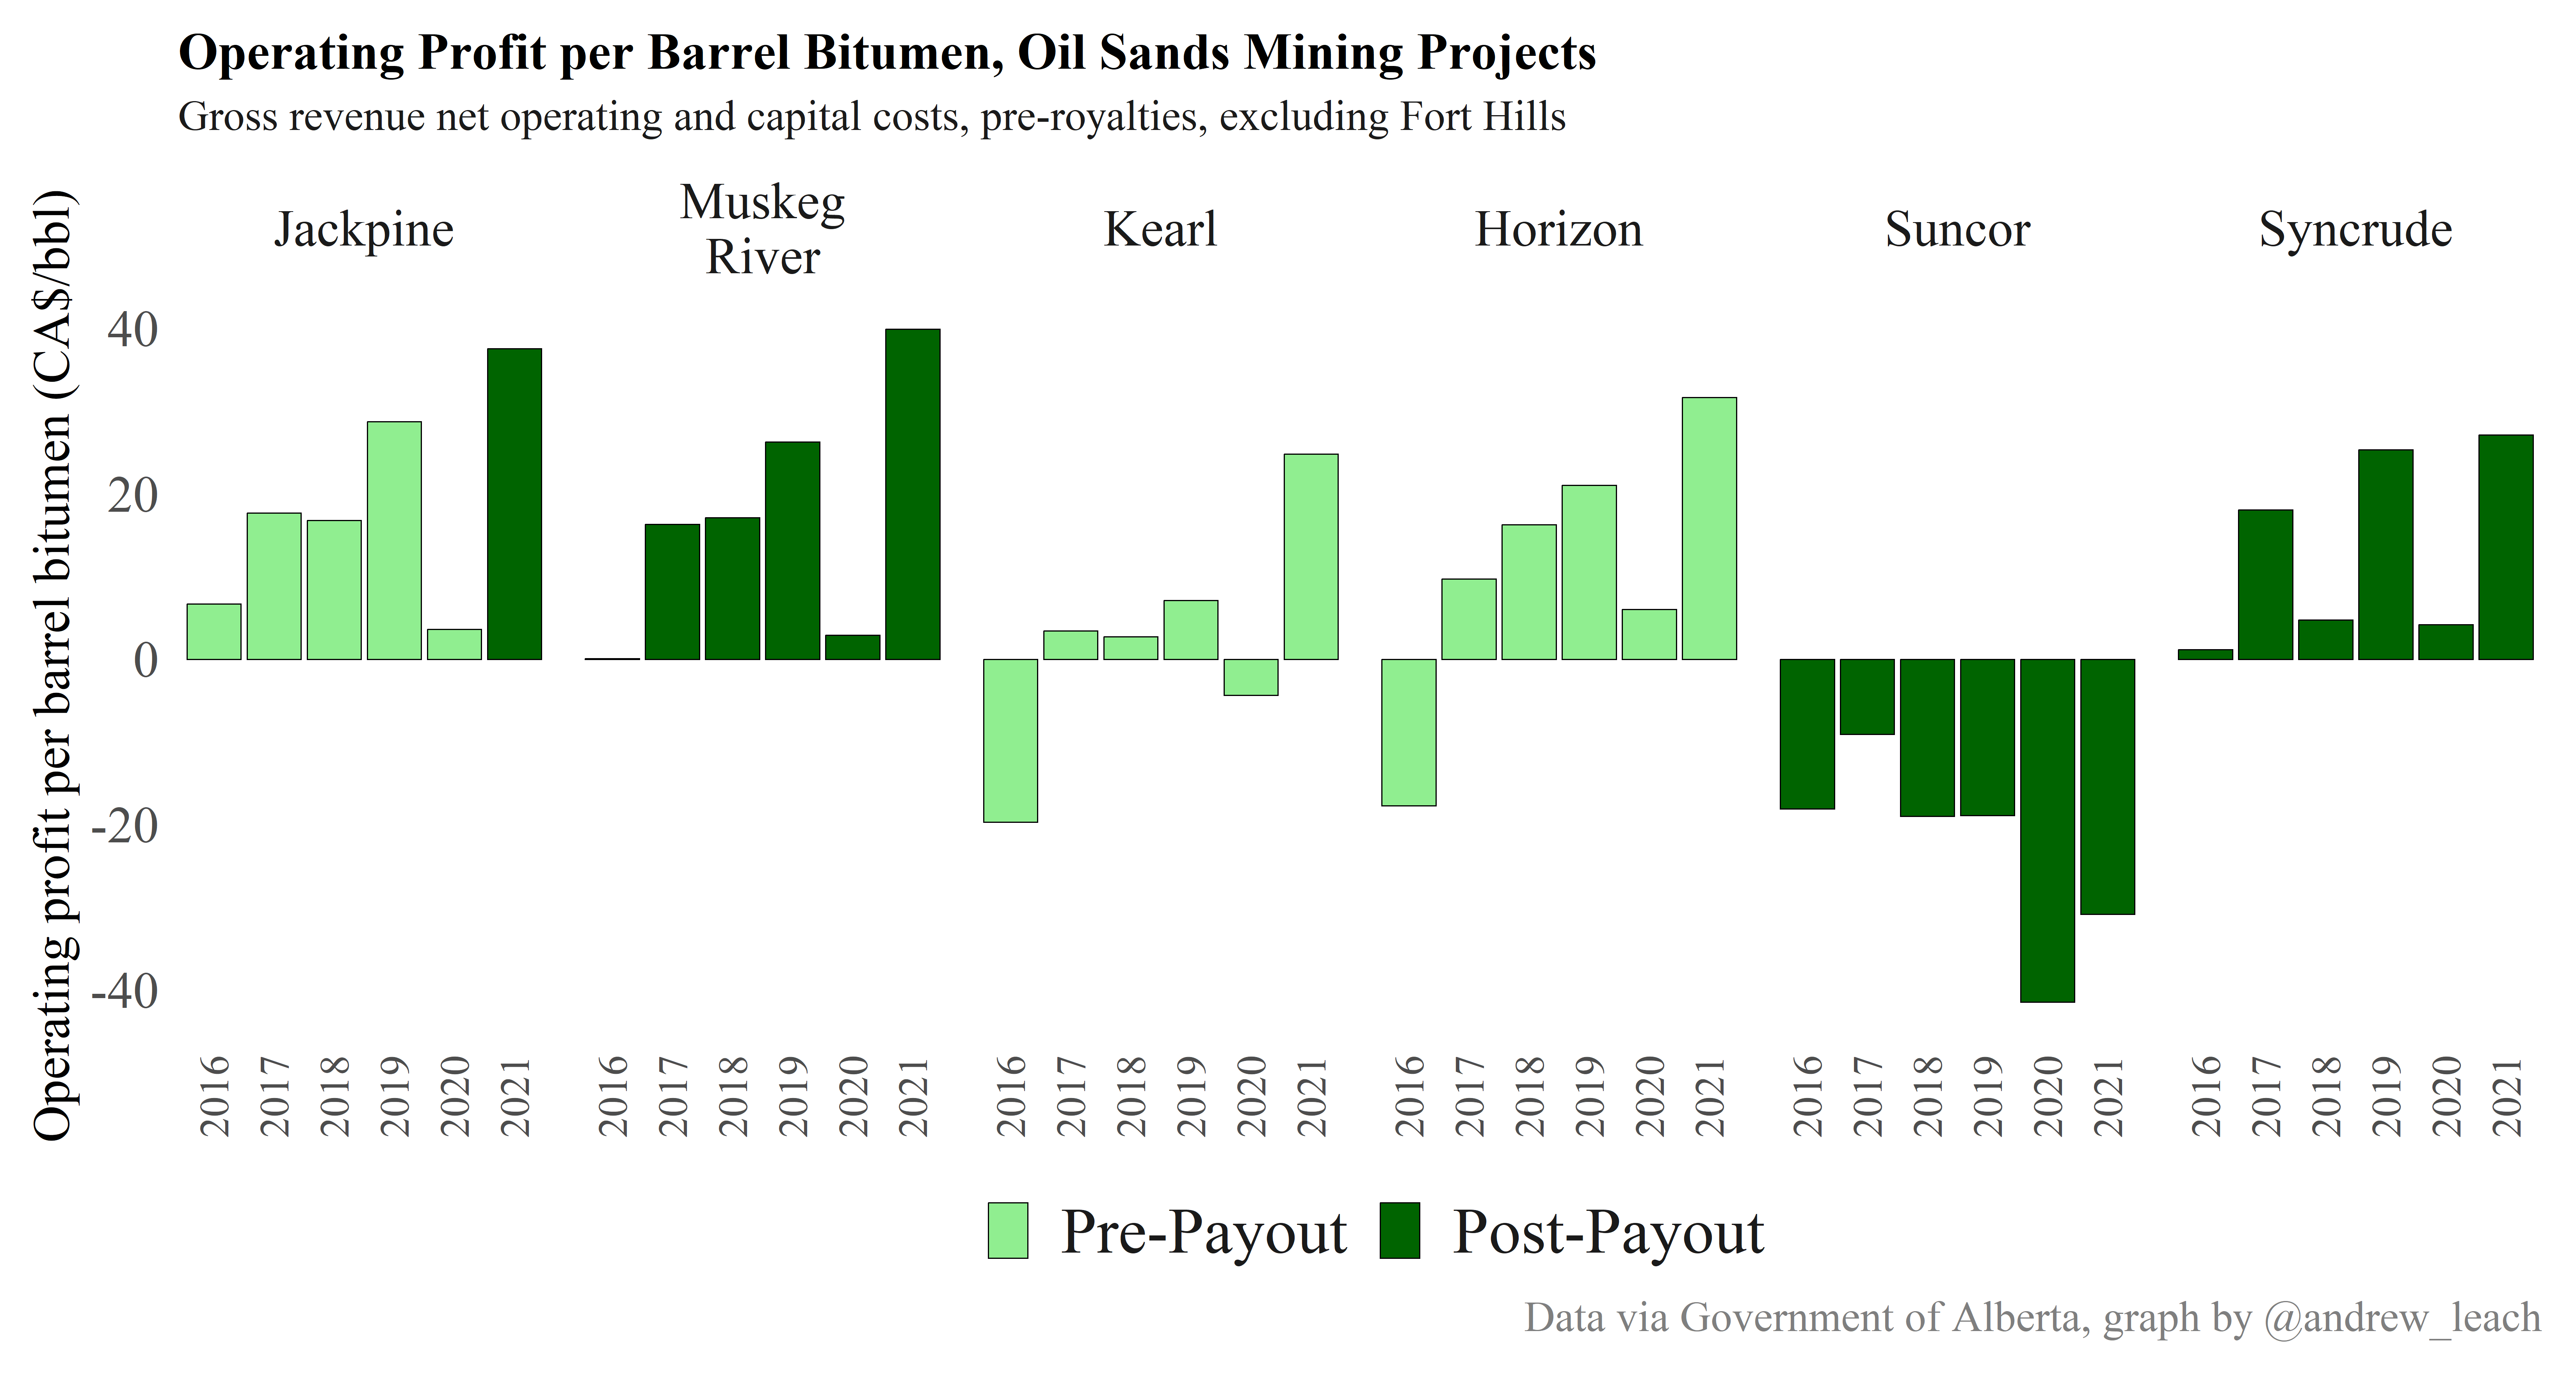 Operating Profit per Barrel Bitumen, Oil Sands Mining Projects
Gross revenue net operating and capital costs, pre-royalties, excluding Fort Hills
Operating profit per barrel bitumen (CA$/bbl)
Jackpine
Muskeg
River
Kearl
Horizon
Suncor
Syncrude
40
20
0
-20
-40
2016 2017 2018 2019 2020 2021
2016 2017 2018 2019 2020 2021
2016 2017 2018 2019 2020 2021
2016 2017 2018 2019 2020 2021
2016 2017 2018 2019 2020 2021
2016 2017 2018 2019 2020 2021
Pre-Payout
Post-Payout
Data via Government of Alberta, graph by @andrew_leach